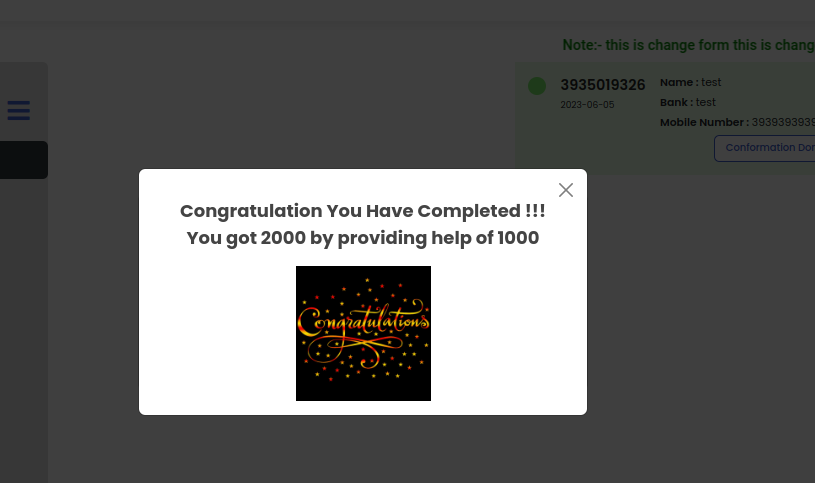 Note:- this is change form this is chang
3935019326
2023-06-05
Name : test
Bank : test
Mobile Number : 3939393939
Conformation Don
Congratulation You Have Completed !!!
You got 2000 by providing help of 1000
Congratulations